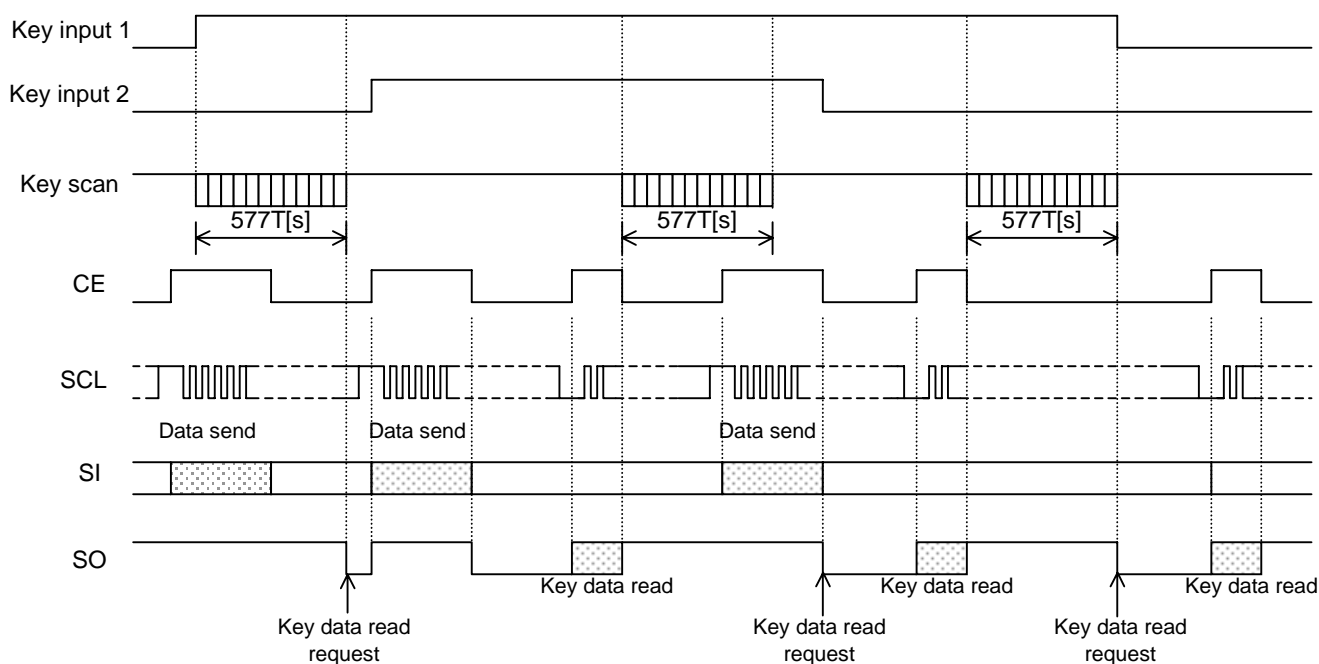 Key input 1
Key input 2
Key scan
577T[s]
577T[s]
577T[s]
CE
SCL
Data send
Data send
Data send
SI
SO
Key data read
Key data read
Key data read
Key data read
request
Key data read
request
Key data read
request